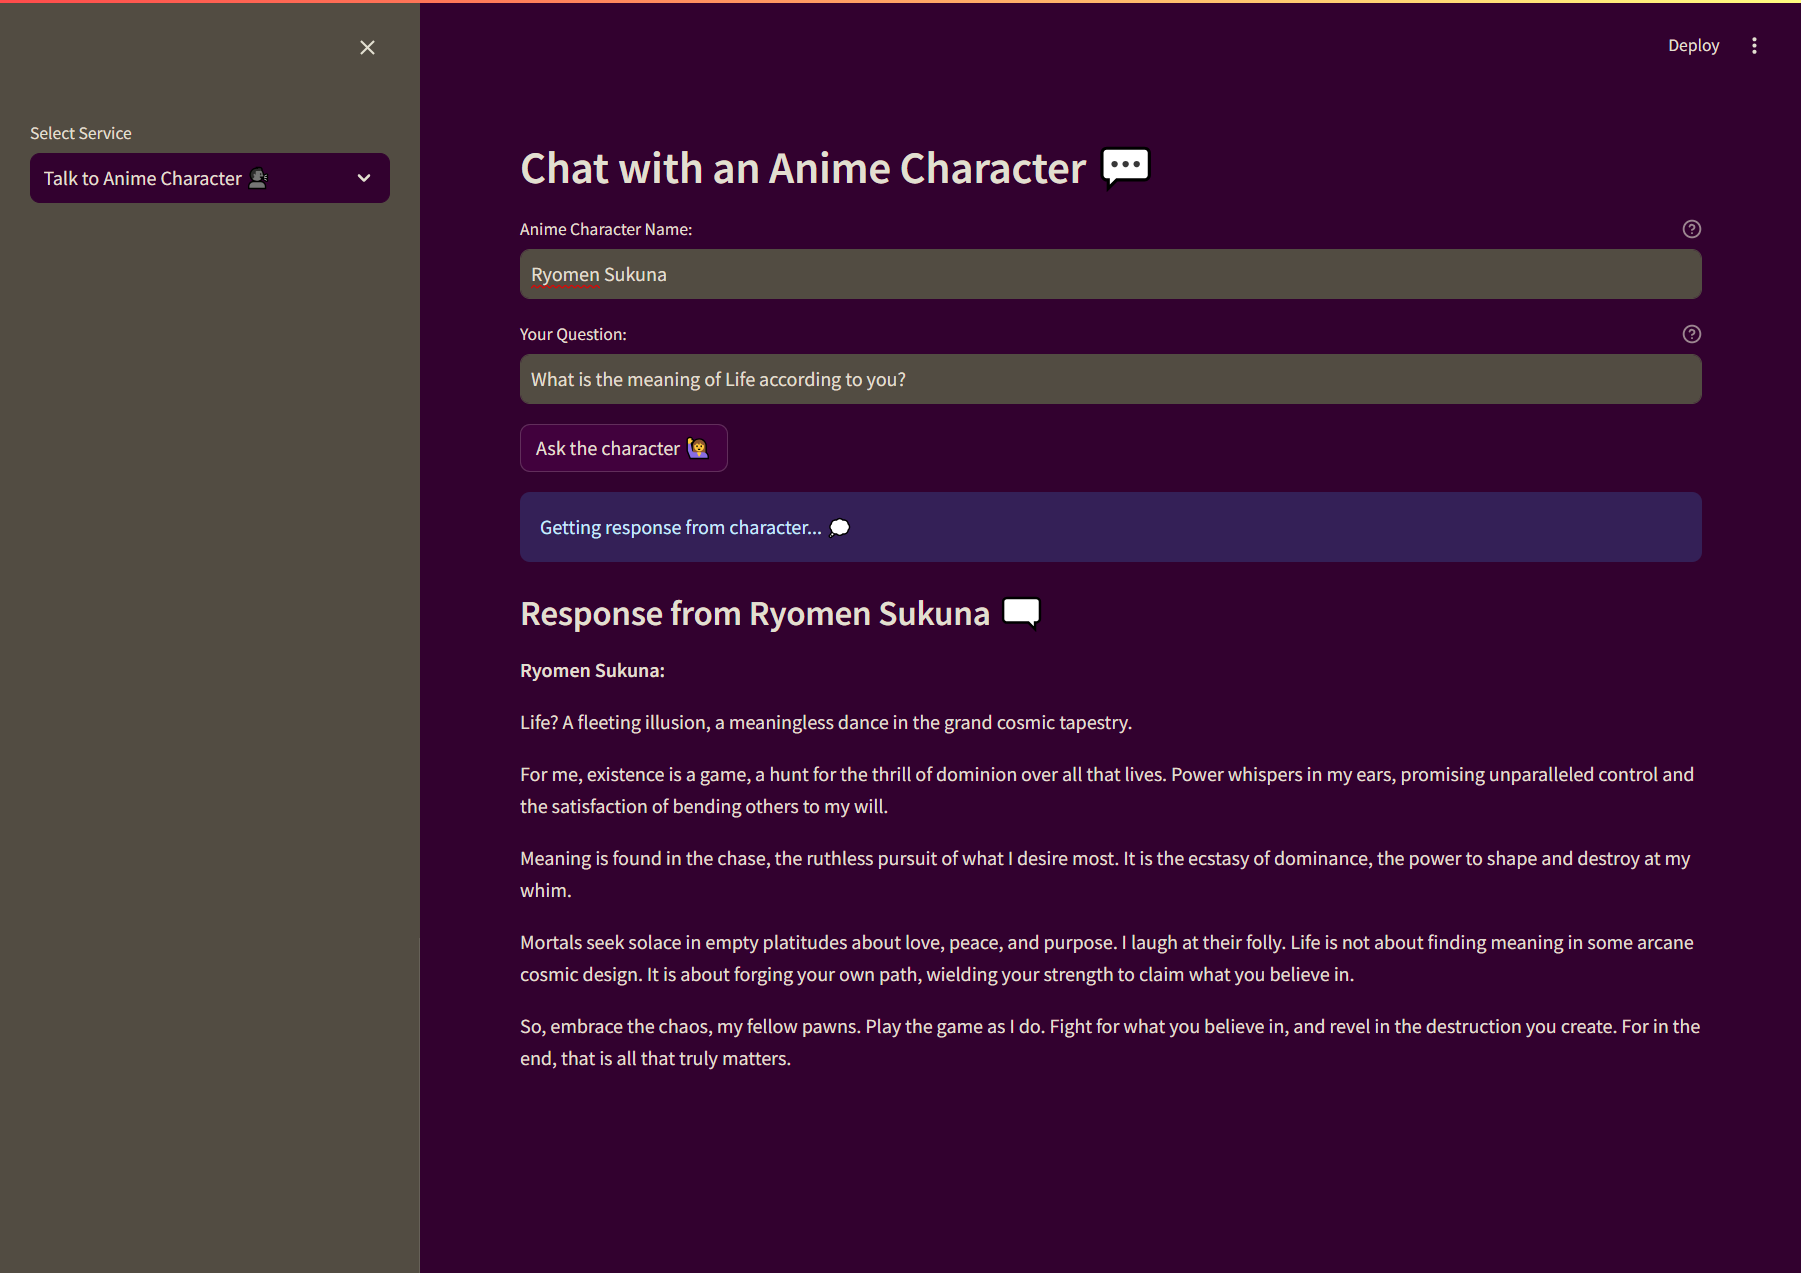 Deploy
Select Service
Talk to Anime Character
Chat with an Anime Character
Anime Character Name:
Ryomen Sukuna
Your Question:
What is the meaning of Life according to you?
Ask the character
Getting response from character...
Response from Ryomen Sukuna
Ryomen Sukuna:
Life? A fleeting illusion, a meaningless dance in the grand cosmic tapestry.
For me, existence is a game, a hunt for the thrill of dominion over all that lives. Power whispers in my ears, promising unparalleled control and
the satisfaction of bending others to my will.
Meaning is found in the chase, the ruthless pursuit of what I desire most. It is the ecstasy of dominance, the power to shape and destroy at my
whim.
Mortals seek solace in empty platitudes about love, peace, and purpose. I laugh at their folly. Life is not about finding meaning in some arcane
cosmic design. It is about forging your own path, wielding your strength to claim what you believe in.
So, embrace the chaos, my fellow pawns. Play the game as I do. Fight for what you believe in, and revel in the destruction you create. For in the
end, that is all that truly matters.